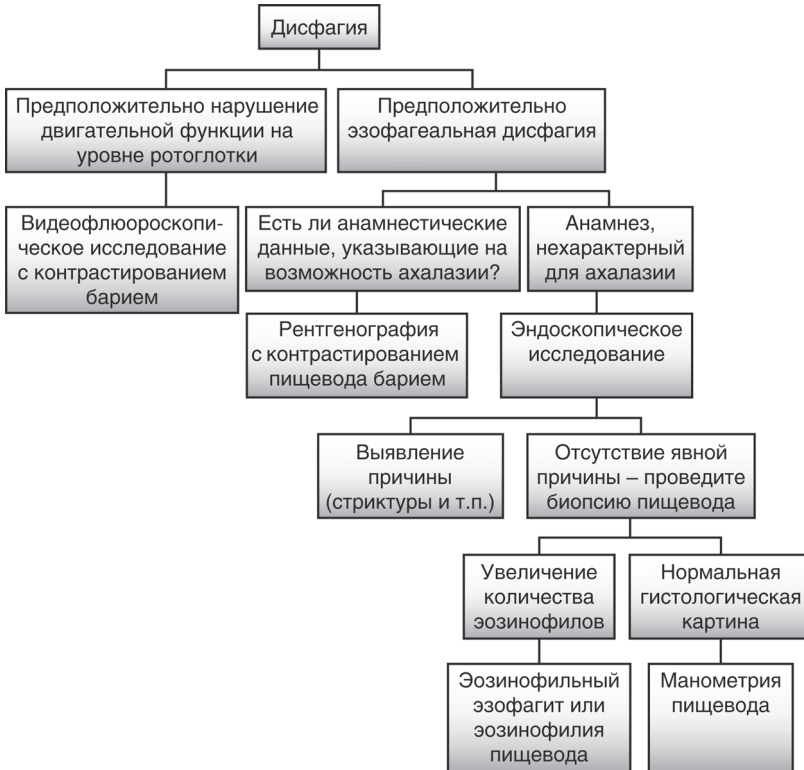 Дисфагия
Предположительно нарушение
двигательной функции на
уровне ротоглотки
Предположительно
эзофагеальная дисфагия
Видеофлюороскопи-
ческое исследование
с контрастированием
барием
Есть ли анамнестические
данные, указывающие на
возможность ахалазии?
Анамнез,
нехарактерный
для ахалазии
Рентгенография
с контрастированием
пищевода барием
Эндоскопическое
исследование
Выявление
причины
(стриктуры и т.п.)
Отсутствие явной
причины – проведите
биопсию пищевода
Увеличение
количества
эозинофилов
Нормальная
гистологическая
картина
Эозинофильный
эзофагит или
эозинофилия
пищевода
Манометрия
пищевода